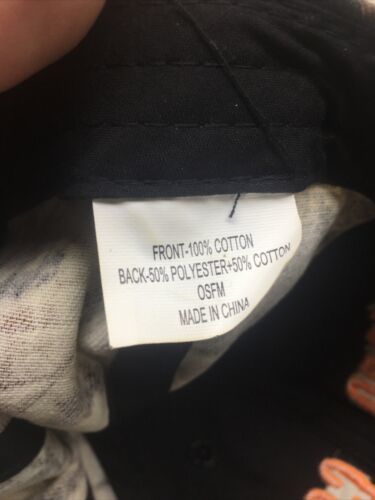 FRONT-100% COTTON
BACK-50% POLYESTER+50% COTTON
OSFM
MADE IN CHINA